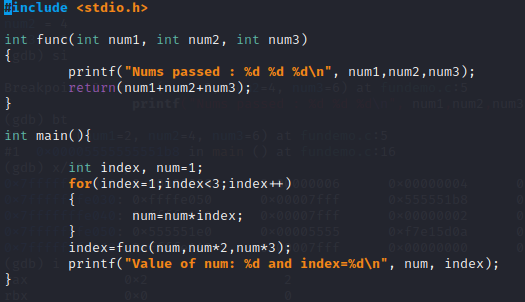 #include <stdio.h>
int func(int num1, int num2, int num3)
{
printf("Nums passed : %d %d %d\n", num1,num2,num3);
return(num1+num2+num3);
}
int main(){
int index, num=1;
for(index=1;index<3;index++)
{
num=num*index;
}
index=func(num,num*2,num*3);
printf("Value of num: %d and index=%d\n", num, index);
}